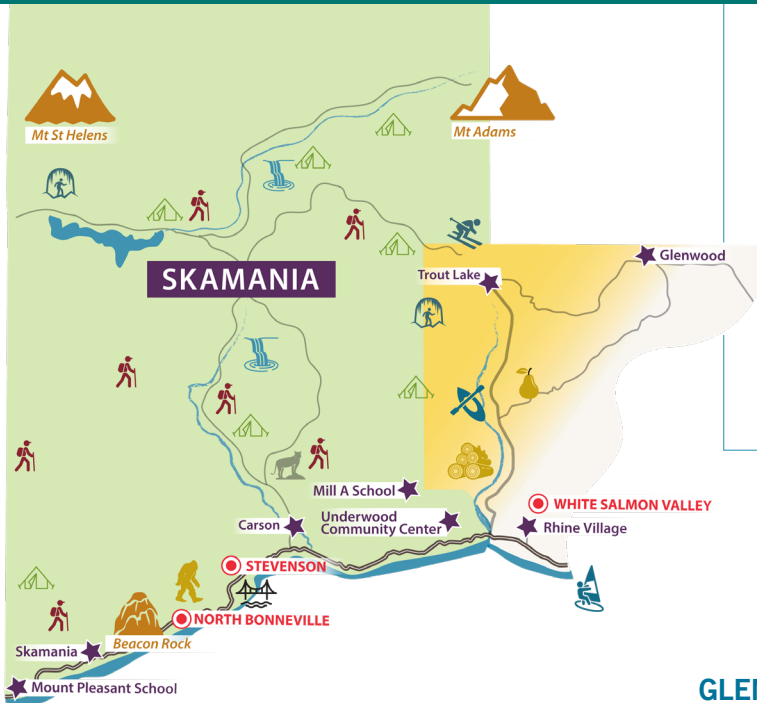 Mt St Helens
Mt Adams
SKAMANIA
Trout Lake
Glenwood
Mill A School
Underwood
Community Center
Carson
WHITE SALMON VALLEY
Rhine Village
STEVENSON
NORTH BONNEVILLE
Beacon Rock
Skamania
Mount Pleasant School